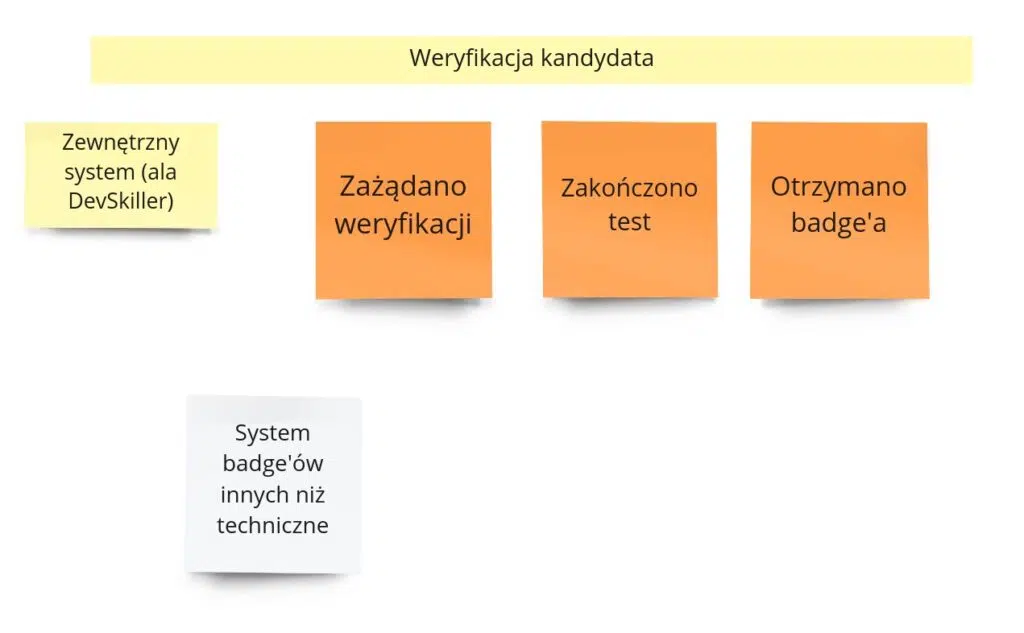 Weryfikacja kandydata
Zewnętrzny
system (ala
DevSkiller)
Zażądano
weryfikacji
Zakończono
test
Otrzymano
badge'a
System
badge'ów
innych niż
techniczne